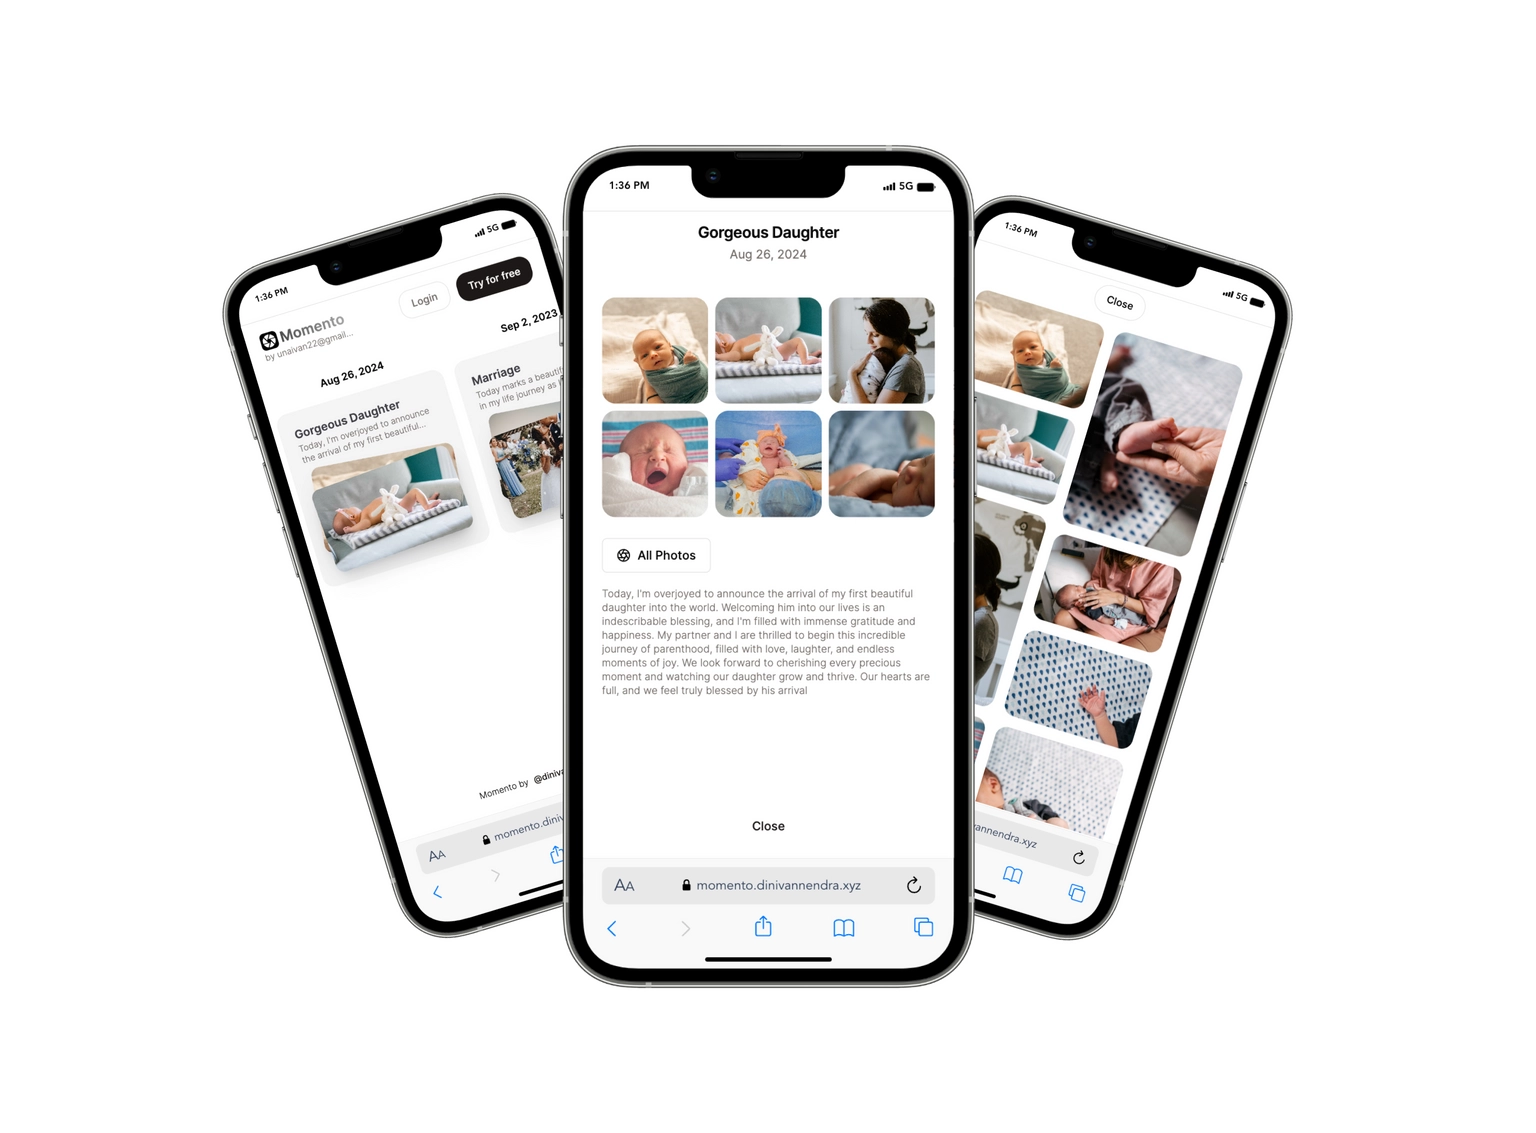 1:36 PM
5G
Login
Try for free
Momento
by unaivan22@gmail...
Aug 26, 2024
Sep 2, 2023
Gorgeous Daughter
Today, I'm overjoyed to announce
the arrival of my first beautiful...
Marriage
Today marks a beautif
in my life journey as
Momento by @diniva
AA
momento.diniv
1:36 PM
5G
Gorgeous Daughter
Aug 26, 2024
All Photos
Today, I'm overjoyed to announce the arrival of my first beautiful
daughter into the world. Welcoming him into our lives is an
indescribable blessing, and I'm filled with immense gratitude and
happiness. My partner and I are thrilled to begin this incredible
journey of parenthood, filled with love, laughter, and endless
moments of joy. We look forward to cherishing every precious
moment and watching our daughter grow and thrive. Our hearts are
full, and we feel truly blessed by his arrival
Close
AA
momento.dinivannendra.xyz
1:36 PM
5G
Close
vannendra.xyz